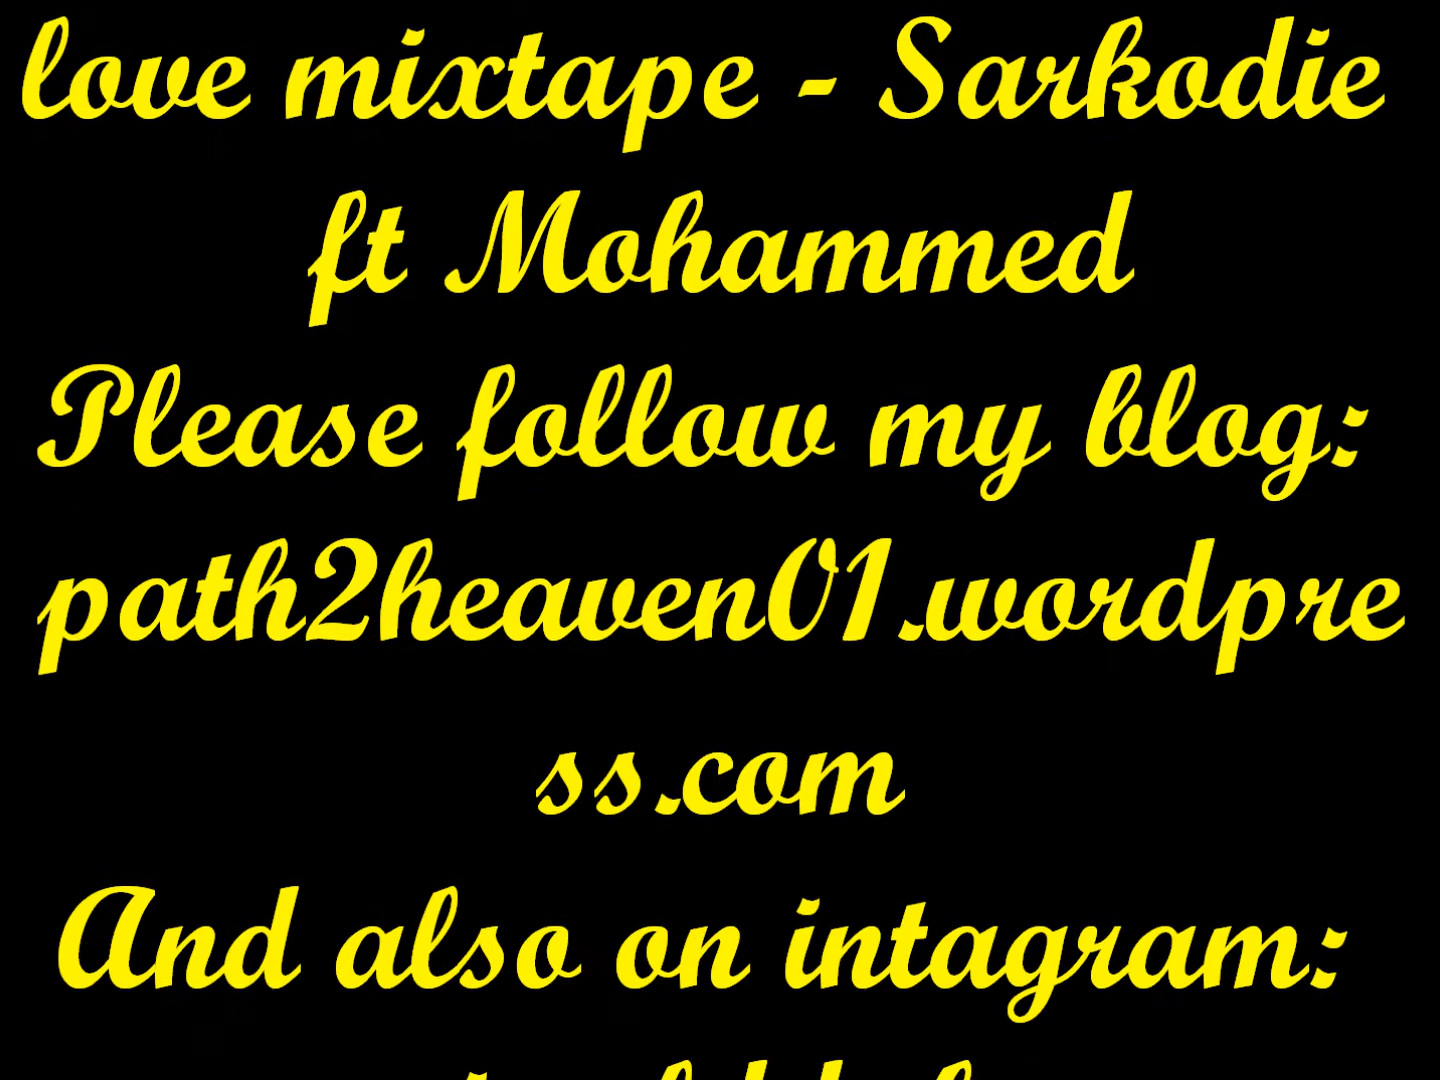 love mixtape - Sarkodie
ft Mohammed
Please follow my blog:
path2heaven01.wordpre
ss.com
And also on intagram: